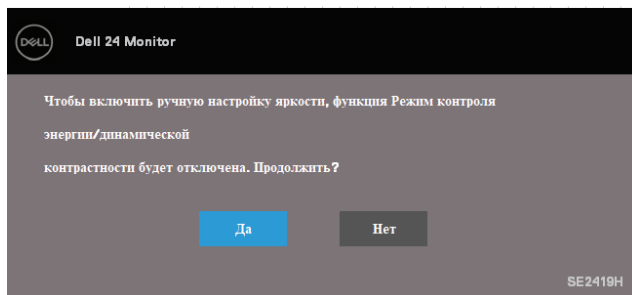 DELL
Dell 24 Monitor
Чтобы включить ручную настройку яркости, функция Режим контроля
энергии/динамической
контрастности будет отключена. Продолжить?
Да
Нет
SE2419H